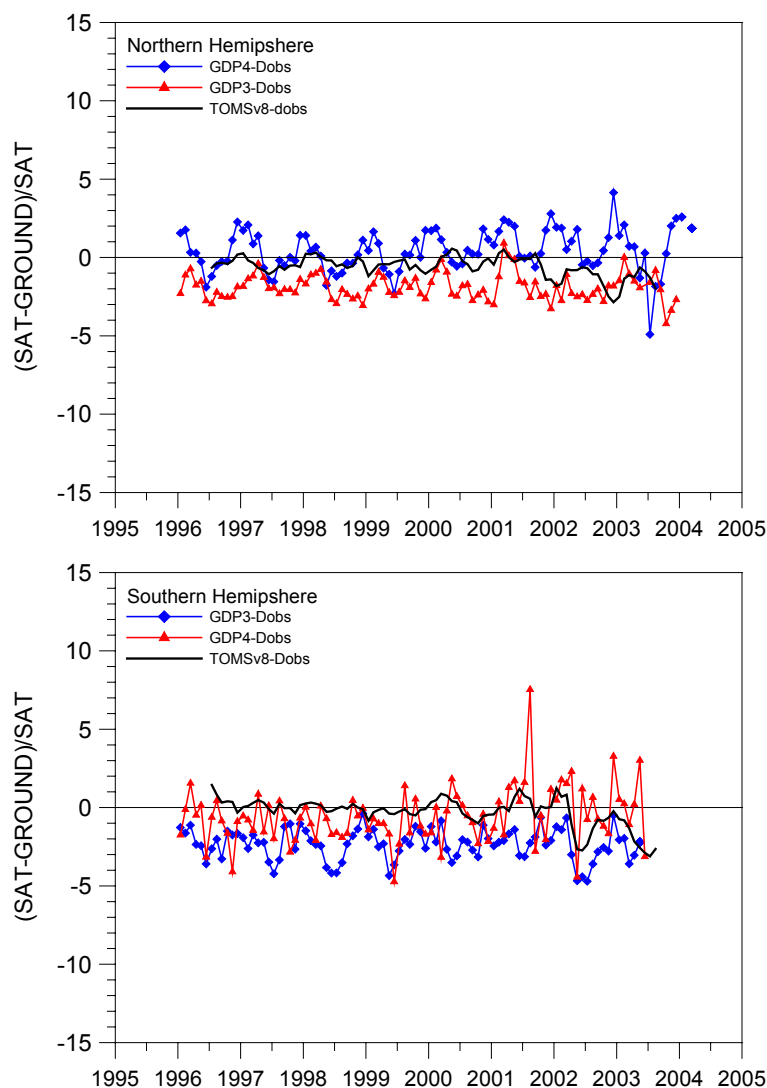 15
Northern Hemipshere
GDP4-Dobs
GDP3-Dobs
TOMSv8-dobs
10
5
0
-5
-10
-15
(SAT-GROUND)/SAT
1995 1996 1997 1998 1999 2000 2001 2002 2003 2004 2005
15
Southern Hemipshere
GDP3-Dobs
GDP4-Dobs
TOMSv8-Dobs
10
5
0
-5
-10
-15
(SAT-GROUND)/SAT
1995 1996 1997 1998 1999 2000 2001 2002 2003 2004 2005